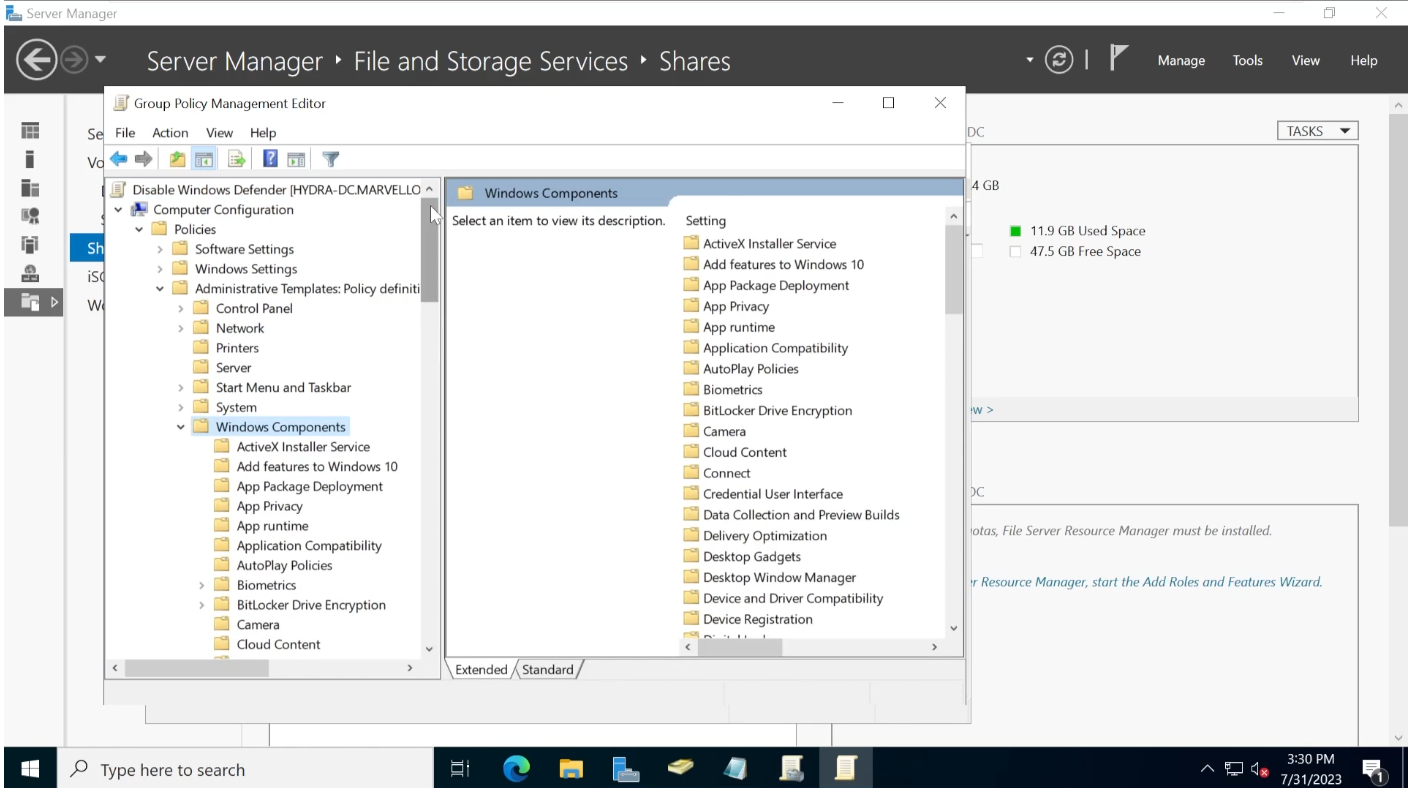 Server Manager
Server Manager • File and Storage Services • Shares
Manage Tools View Help
Group Policy Management Editor
File Action View Help
Se
Vo
Sh
iSC
Wo
Disable Windows Defender [HYDRA-DC.MARVELLO
Computer Configuration
Policies
Software Settings
Windows Settings
Administrative Templates: Policy definiti
Control Panel
Network
Printers
Server
Start Menu and Taskbar
System
Windows Components
ActiveX Installer Service
Add features to Windows 10
App Package Deployment
App Privacy
App runtime
Application Compatibility
AutoPlay Policies
Biometrics
BitLocker Drive Encryption
Camera
Cloud Content
Windows Components
Select an item to view its description.
Setting
ActiveX Installer Service
Add features to Windows 10
App Package Deployment
App Privacy
App runtime
Application Compatibility
AutoPlay Policies
Biometrics
BitLocker Drive Encryption
Camera
Cloud Content
Connect
Credential User Interface
Data Collection and Preview Builds
Delivery Optimization
Desktop Gadgets
Desktop Window Manager
Device and Driver Compatibility
Device Registration
Extended Standard
DC
TASKS
.4 GB
11.9 GB Used Space
47.5 GB Free Space
ew >
DC
uotas, File Server Resource Manager must be installed.
r Resource Manager, start the Add Roles and Features Wizard.
Type here to search
3:30 PM
7/31/2023
1